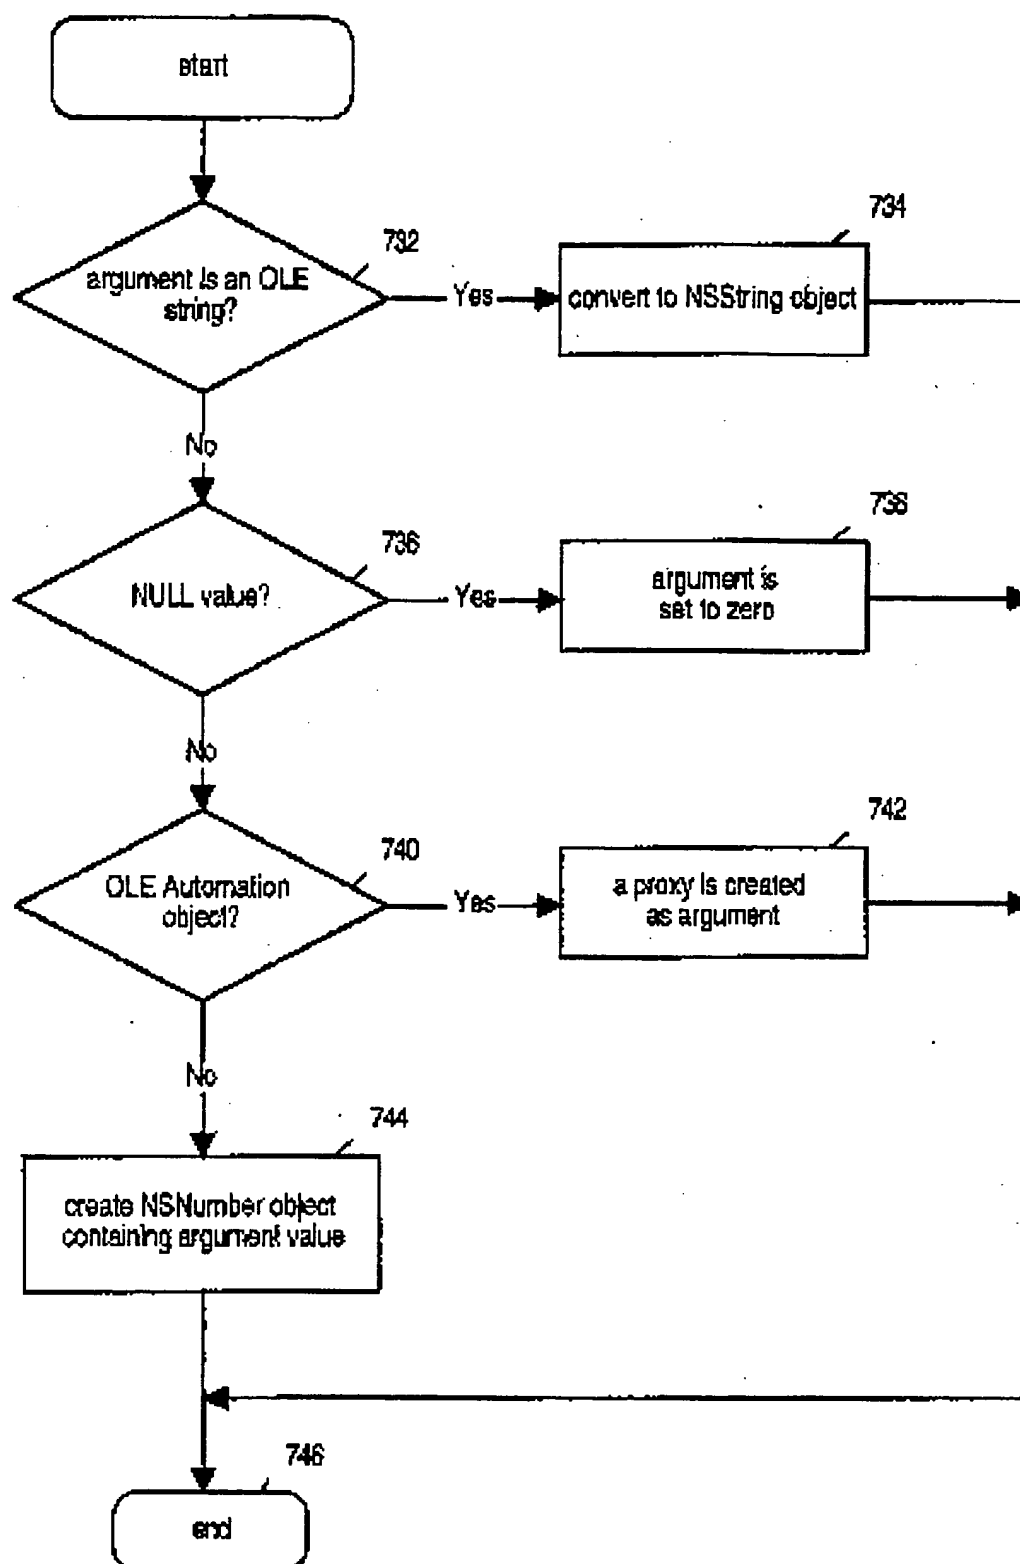 start
732
argument is an OLE
string?
Yes
734
convert to NSString object
No
736
NULL value?
Yes
738
argument is
set to zero
No
740
OLE Automation
object?
Yes
742
a proxy is created
as argument
No
744
create NSNumber object
containing argument value
746
end